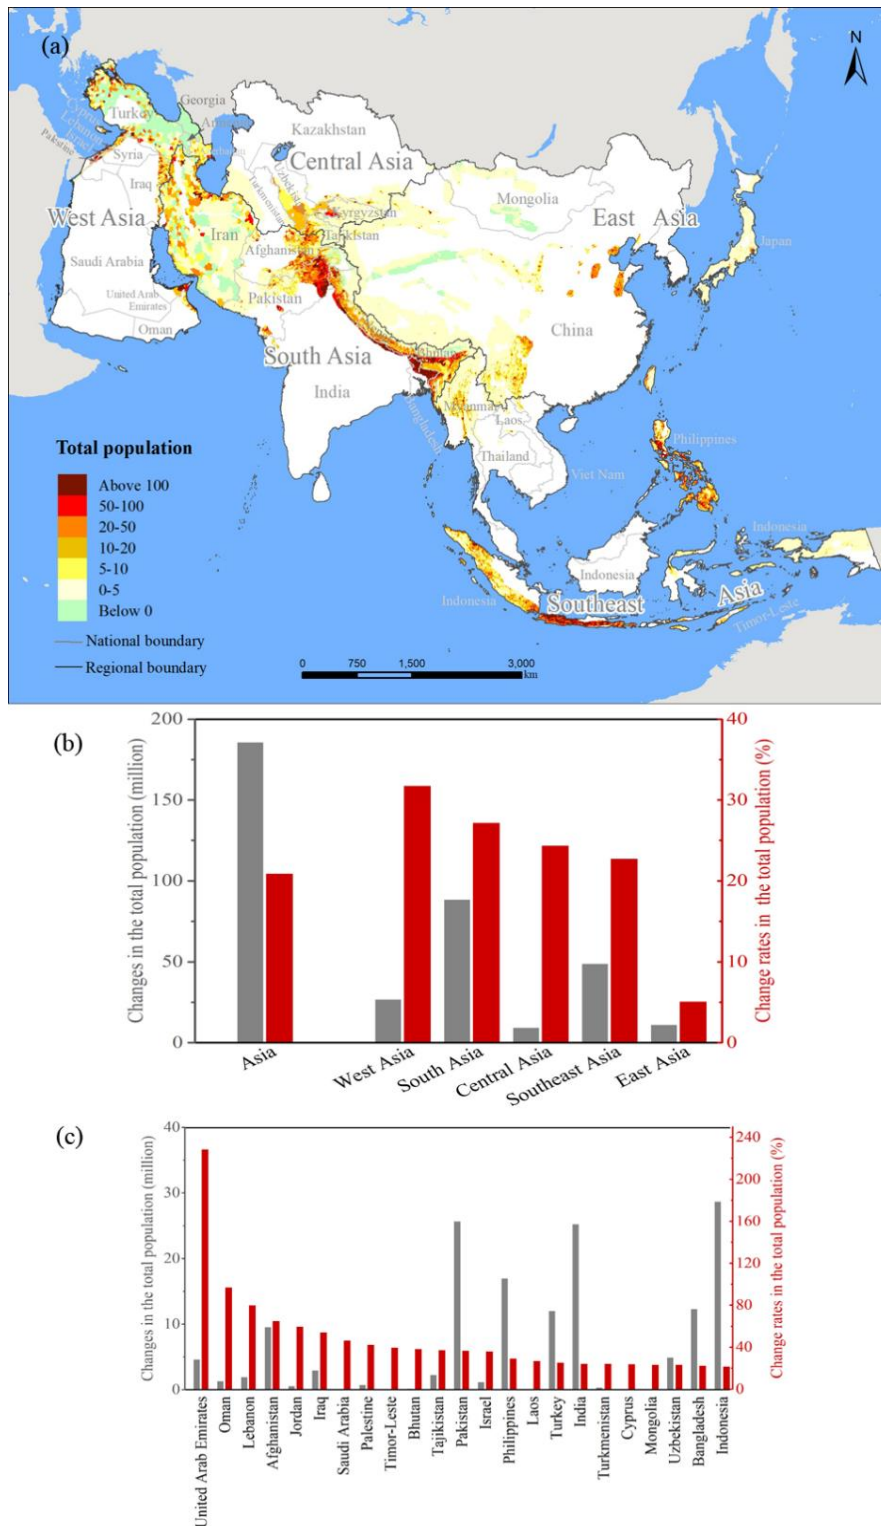 (a)
N
Georgia
Turkey
Cyprus
Lebanon
Israel
Palestine
Syria
Iraq
West Asia
Iran
Saudi Arabia
United Arab
Emirates
Oman
Kazakhstan
Central Asia
Uzbekistan
Turkmenistan
Kyrgyzstan
Tajikistan
Afghanistan
Pakistan
Mongolia
East Asia
Japan
China
South Asia
Nepal
Bhutan
India
Bangladesh
Myanmar
Laos
Thailand
Viet Nam
Philippines
Indonesia
Indonesia
Indonesia
Southeast Asia
Timor-Leste
Total population
Above 100
50-100
20-50
10-20
5-10
0-5
Below 0
National boundary
Regional boundary
0 750 1,500 3,000
km
(b)
Changes in the total population (million)
200
150
100
50
0
Change rates in the total population (%)
40
30
20
10
0
Asia
West Asia
South Asia
Central Asia
Southeast Asia
East Asia
(c)
Changes in the total population (million)
40
30
20
10
0
Change rates in the total population (%)
240
200
160
120
80
40
0
United Arab Emirates
Oman
Lebanon
Afghanistan
Jordan
Iraq
Saudi Arabia
Palestine
Timor-Leste
Bhutan
Tajikistan
Pakistan
Israel
Philippines
Laos
Turkey
India
Turkmenistan
Cyprus
Mongolia
Uzbekistan
Bangladesh
Indonesia